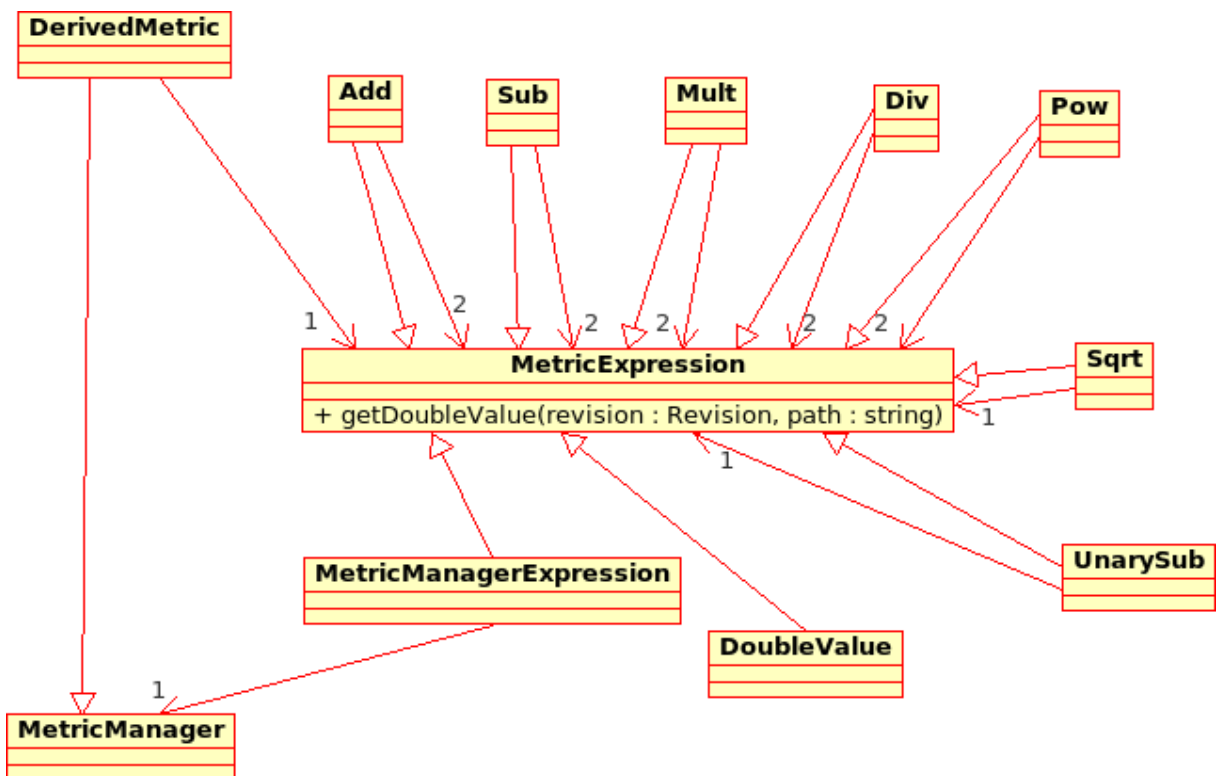 DerivedMetric
Add
Sub
Mult
Div
Pow
1
2
2
2
2
2
MetricExpression
+ getDoubleValue(revision : Revision, path : string)
Sqrt
1
1
MetricManagerExpression
UnarySub
DoubleValue
1
MetricManager